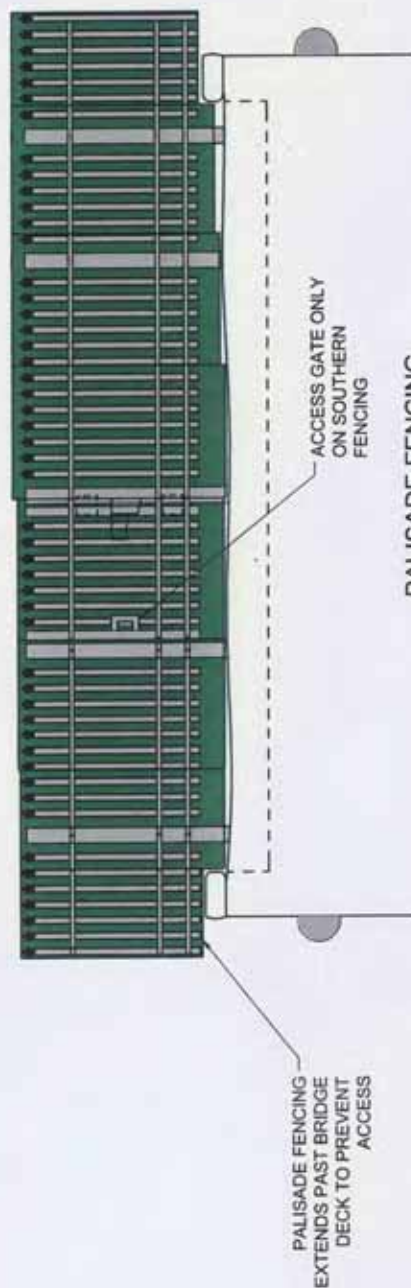 ACCESS GATE ONLY
ON SOUTHERN
FENCING
PALISADE FENCING
EXTENDS PAST BRIDGE
DECK TO PREVENT
ACCESS
PALISADE FENCING